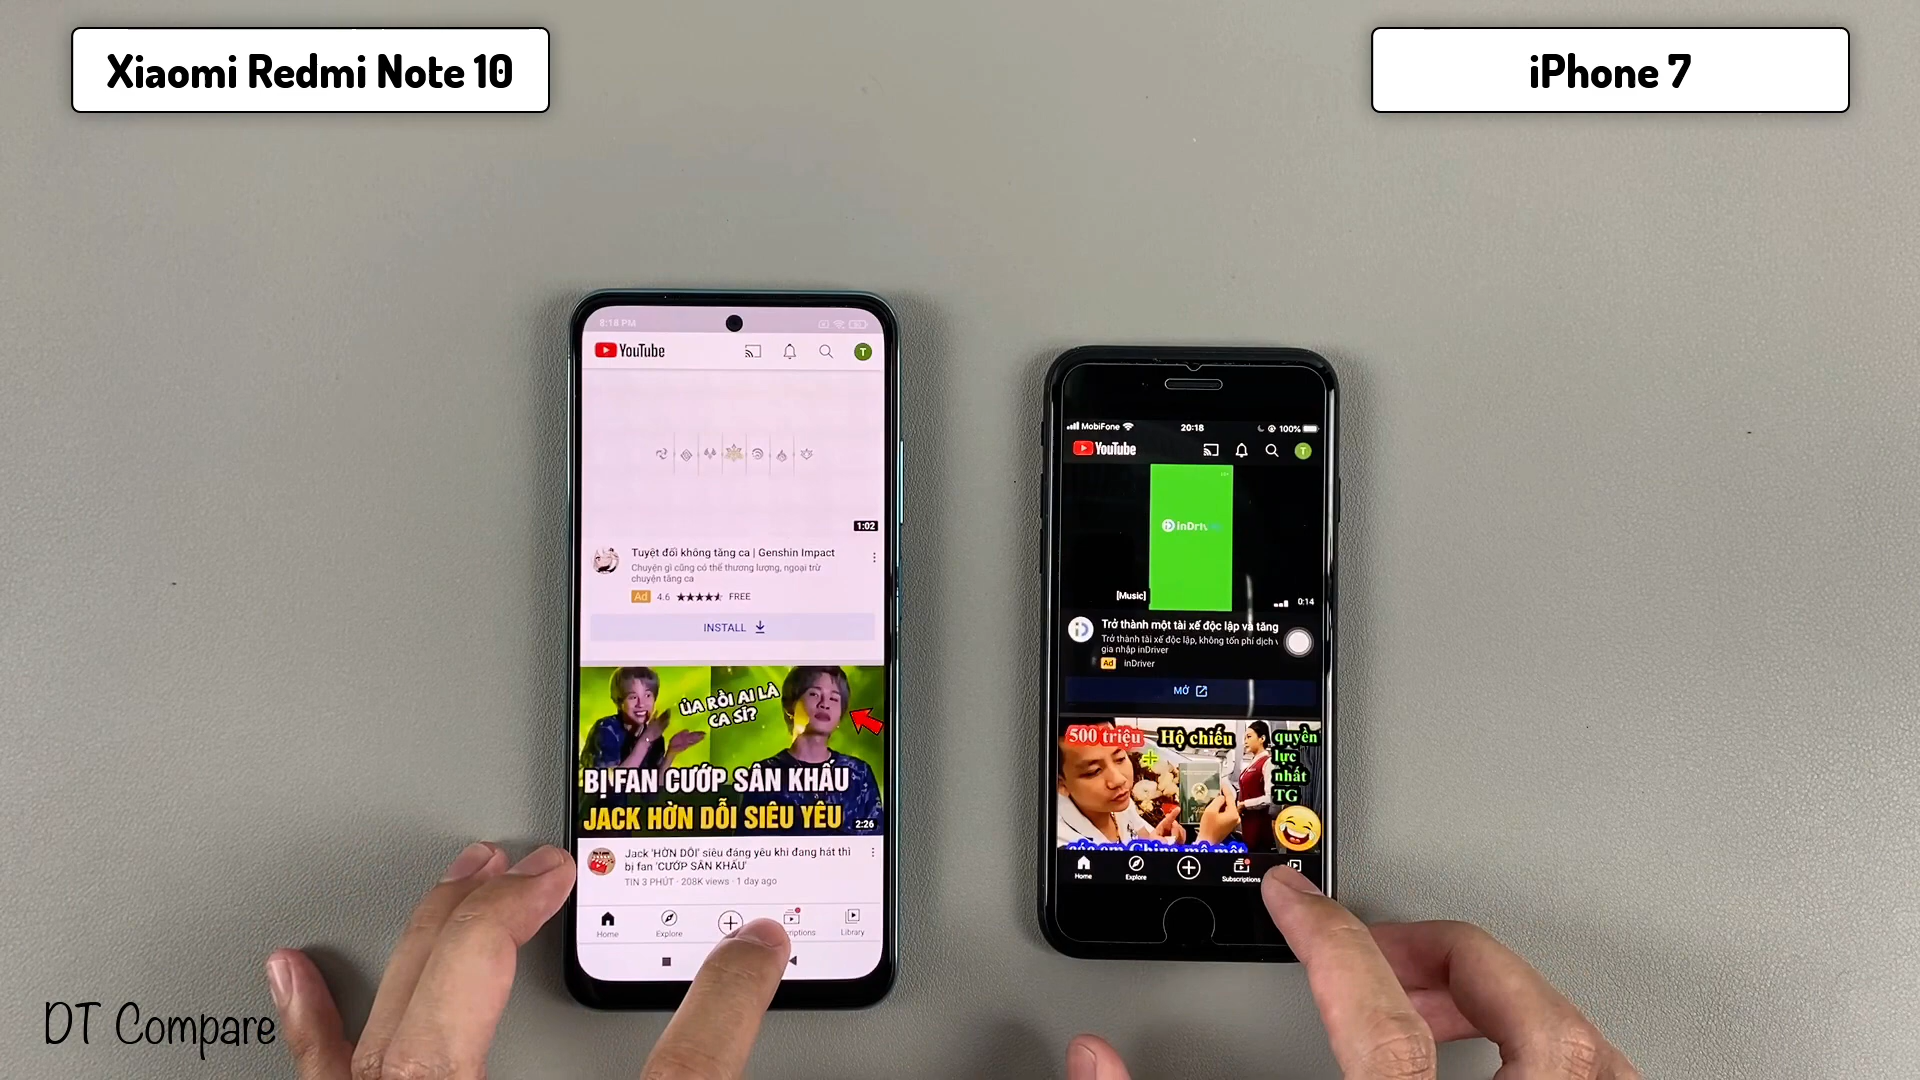 Xiaomi Redmi Note 10
iPhone 7
8:18 PM
YouTube
T
1:02
Tuyệt đối không tăng ca | Genshin Impact
Chuyện gì cũng có thể thương lượng, ngoại trừ
chuyện tăng ca
Ad 4.6 ★★★★★ FREE
INSTALL
ỦA RỒI AI LÀ
CA SĨ?
BỊ FAN CƯỚP SÂN KHẤU
JACK HỜN DỖI SIÊU YÊU
2:26
Jack 'HỜN DỖI' siêu đáng yêu khi đang hát thì
bị fan 'CƯỚP SÂN KHẤU'
TIN 3 PHÚT · 208K views · 1 day ago
Home
Explore
Library
MobiFone
20:18
100%
YouTube
T
inDriv
[Music]
0:14
Trở thành một tài xế độc lập và tăng
Trở thành tài xế độc lập, không tốn phí dịch v
gia nhập inDriver
Ad inDriver
MỞ
500 triệu
Hộ chiếu
quyền
lực
nhất
TG
Home
Explore
Subscriptions
DT Compare